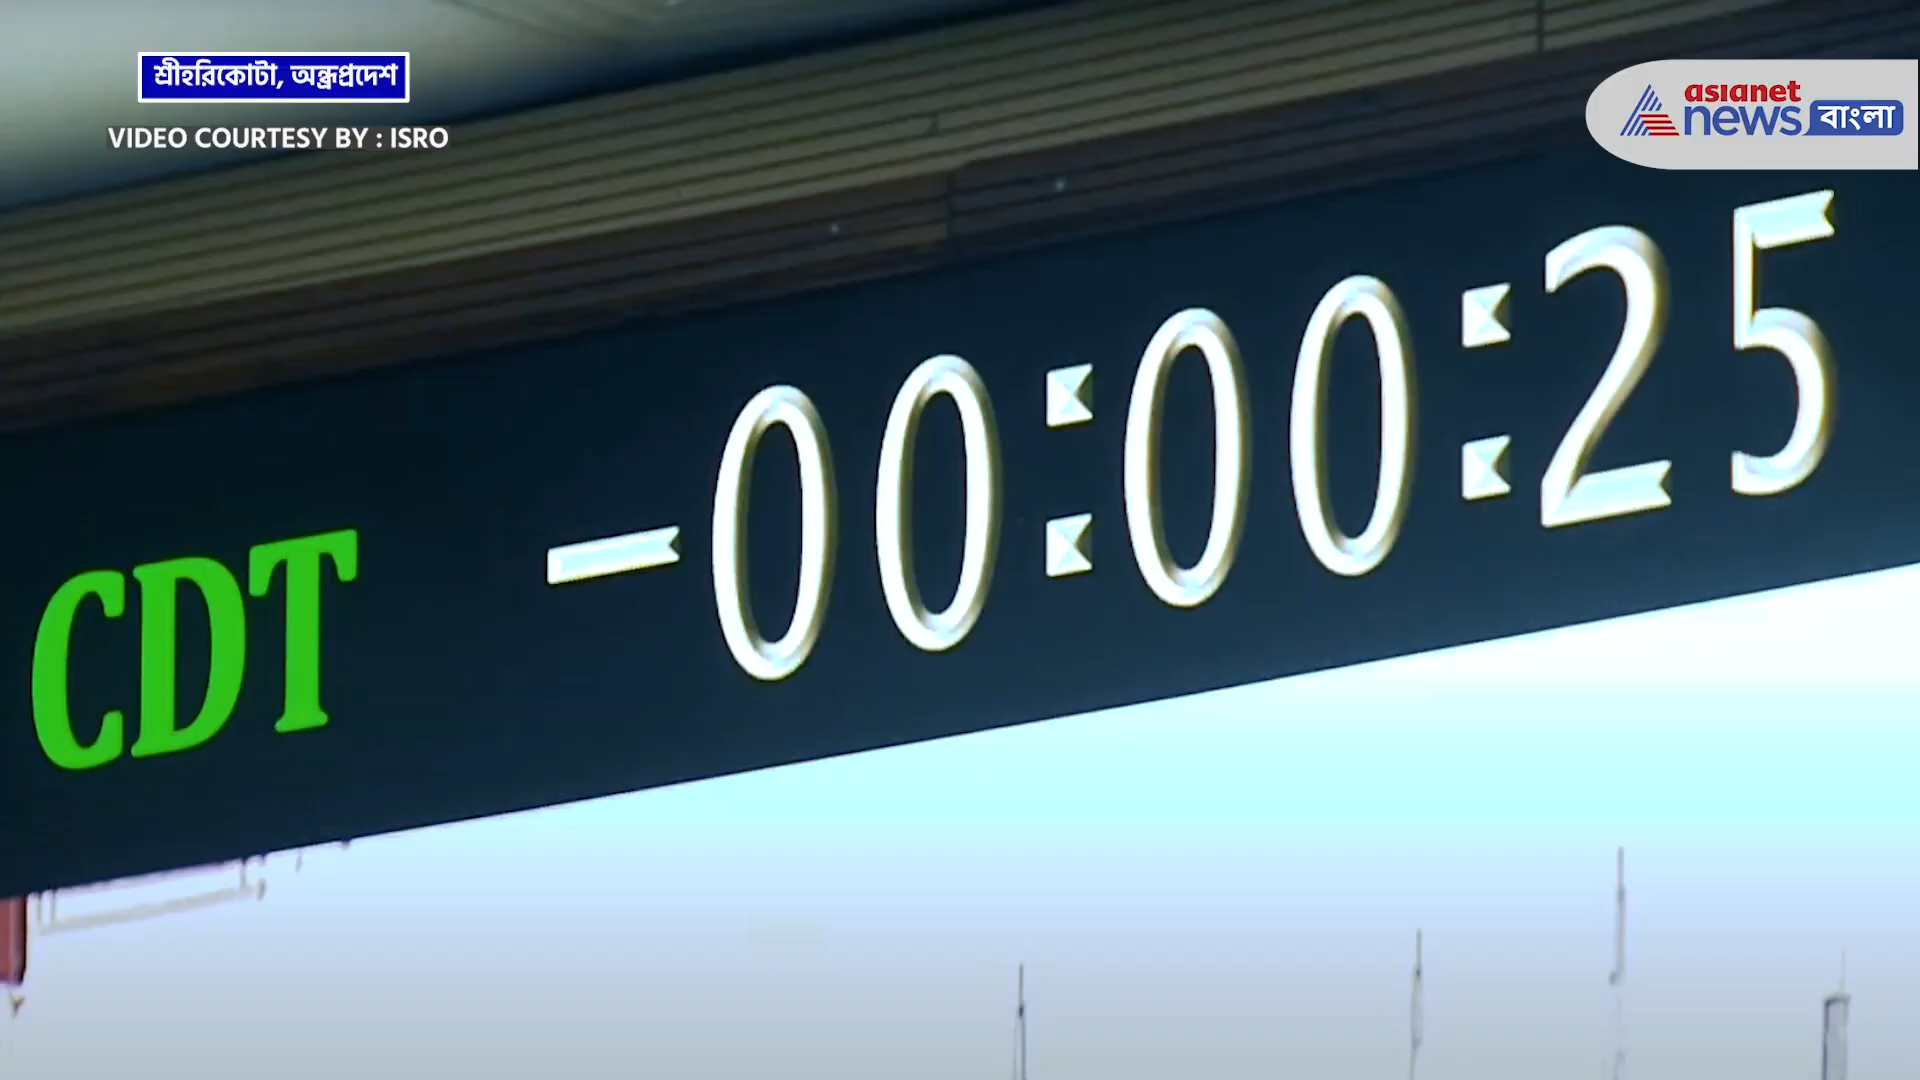 শ্রীহরিকোটা, অন্ধ্রপ্রদেশ
VIDEO COURTESY BY : ISRO
asianet
news বাংলা
CDT -00:00:25